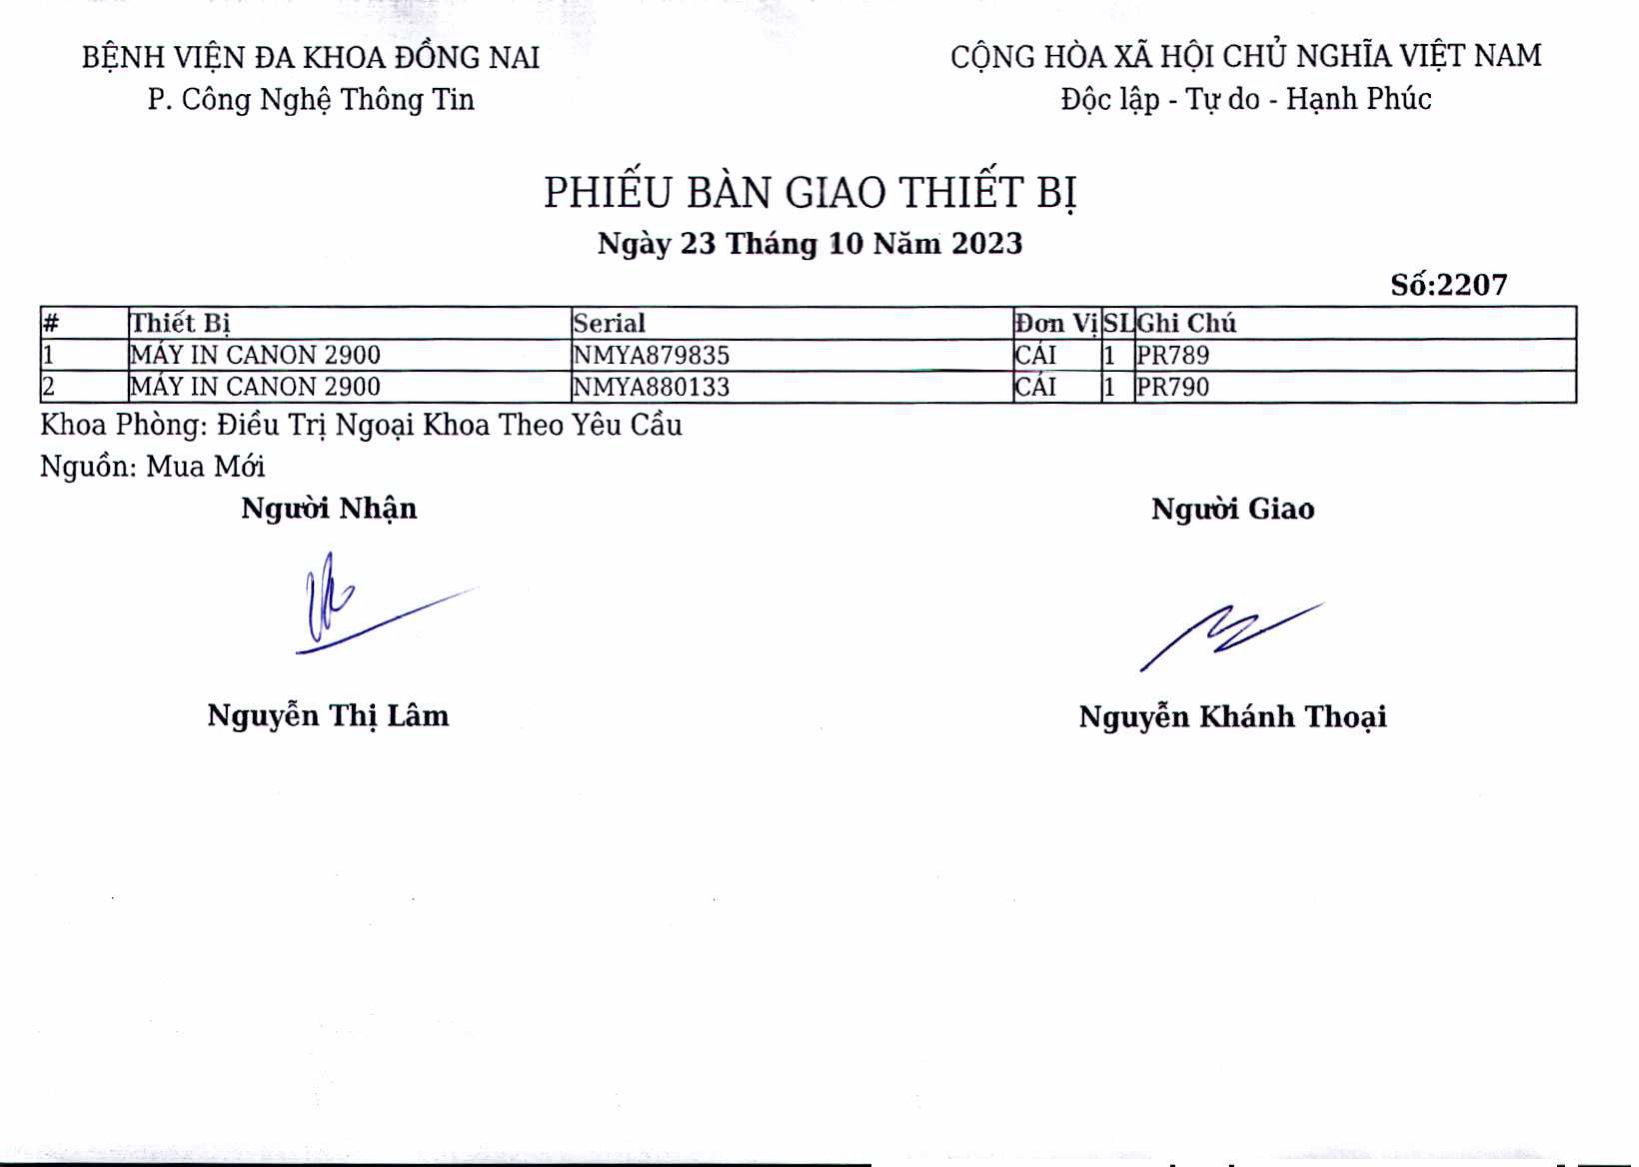 BỆNH VIỆN ĐA KHOA ĐỒNG NAI
P. Công Nghệ Thông Tin
CỘNG HÒA XÃ HỘI CHỦ NGHĨA VIỆT NAM
Độc lập - Tự do - Hạnh Phúc
PHIẾU BÀN GIAO THIẾT BỊ
Ngày 23 Tháng 10 Năm 2023
Số:2207
# Thiết Bị Serial Đơn Vị SL Ghi Chú
1 MÁY IN CANON 2900 NMYA879835 CÁI 1 PR789
2 MÁY IN CANON 2900 NMYA880133 CÁI 1 PR790
Khoa Phòng: Điều Trị Ngoại Khoa Theo Yêu Cầu
Nguồn: Mua Mới
Người Nhận Người Giao
Nguyễn Thị Lâm Nguyễn Khánh Thoại